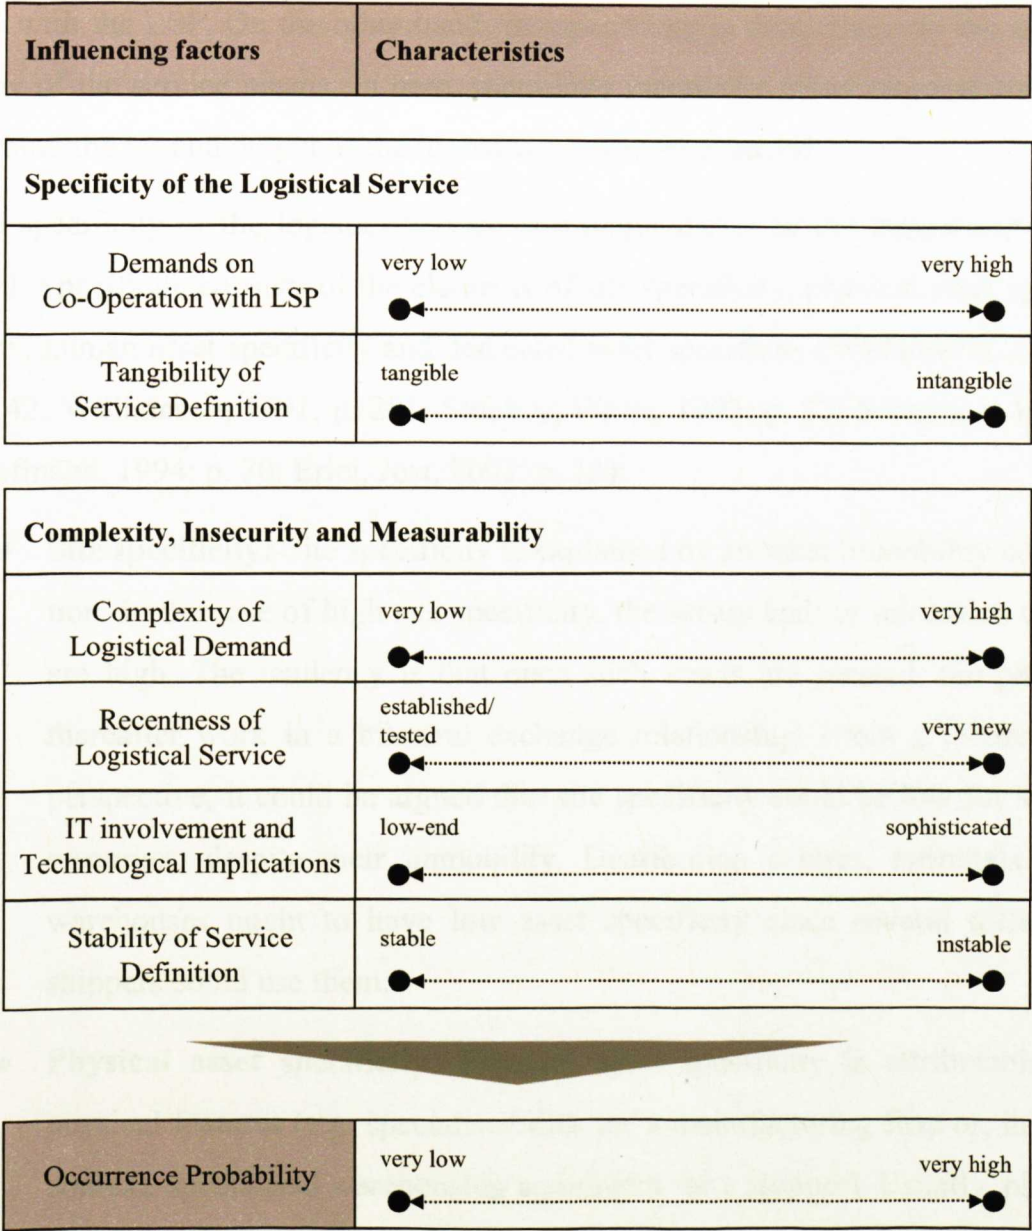 Influencing factors Characteristics
Specificity of the Logistical Service
Demands on
Co-Operation with LSP
very low very high
Tangibility of
Service Definition
tangible intangible
Complexity, Insecurity and Measurability
Complexity of
Logistical Demand
very low very high
Recentness of
Logistical Service
established/
tested very new
IT involvement and
Technological Implications
low-end sophisticated
Stability of Service
Definition
stable instable
Occurrence Probability
very low very high